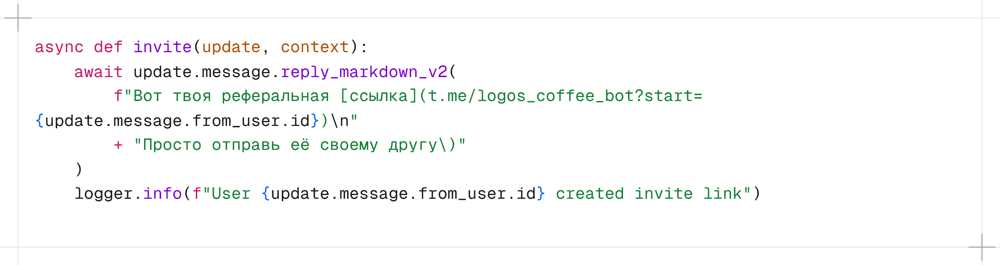 async def invite(update, context):
    await update.message.reply_markdown_v2(
        f"Вот твоя реферальная [ссылка](t.me/logos_coffee_bot?start=
{update.message.from_user.id})\n"
        + "Просто отправь её своему другу\)"
    )
    logger.info(f"User {update.message.from_user.id} created invite link")